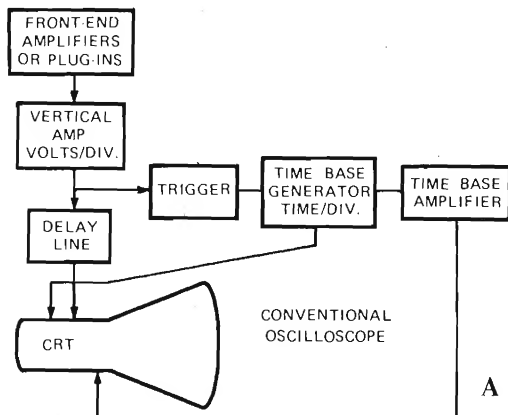 FRONT-END
AMPLIFIERS
OR PLUG-INS
VERTICAL
AMP
VOLTS/DIV.
TRIGGER
TIME BASE
GENERATOR
TIME/DIV.
TIME BASE
AMPLIFIER
DELAY
LINE
CRT
CONVENTIONAL
OSCILLOSCOPE
A